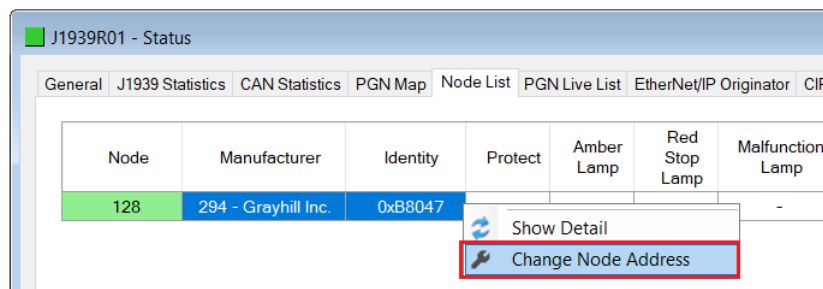 J1939R01 - Status
General J1939 Statistics CAN Statistics PGN Map Node List PGN Live List EtherNet/IP Originator
Node Manufacturer Identity Protect Amber Lamp Red Stop Lamp Malfunction Lamp
128 294 - Grayhill Inc. 0xB8047 -
Show Detail
Change Node Address